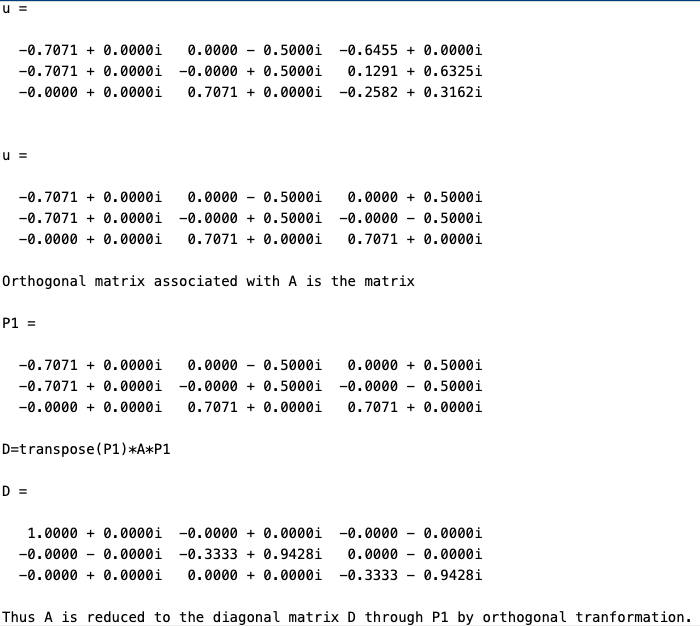 u =
-0.7071 + 0.0000i 0.0000 - 0.5000i -0.6455 + 0.0000i
-0.7071 + 0.0000i -0.0000 + 0.5000i 0.1291 + 0.6325i
-0.0000 + 0.0000i 0.7071 + 0.0000i -0.2582 + 0.3162i
u =
-0.7071 + 0.0000i 0.0000 - 0.5000i 0.0000 + 0.5000i
-0.7071 + 0.0000i -0.0000 + 0.5000i -0.0000 - 0.5000i
-0.0000 + 0.0000i 0.7071 + 0.0000i 0.7071 + 0.0000i
Orthogonal matrix associated with A is the matrix
P1 =
-0.7071 + 0.0000i 0.0000 - 0.5000i 0.0000 + 0.5000i
-0.7071 + 0.0000i -0.0000 + 0.5000i -0.0000 - 0.5000i
-0.0000 + 0.0000i 0.7071 + 0.0000i 0.7071 + 0.0000i
D=transpose(P1)*A*P1
D =
1.0000 + 0.0000i -0.0000 + 0.0000i -0.0000 - 0.0000i
-0.0000 - 0.0000i -0.3333 + 0.9428i 0.0000 - 0.0000i
-0.0000 + 0.0000i 0.0000 + 0.0000i -0.3333 - 0.9428i
Thus A is reduced to the diagonal matrix D through P1 by orthogonal tranformation.